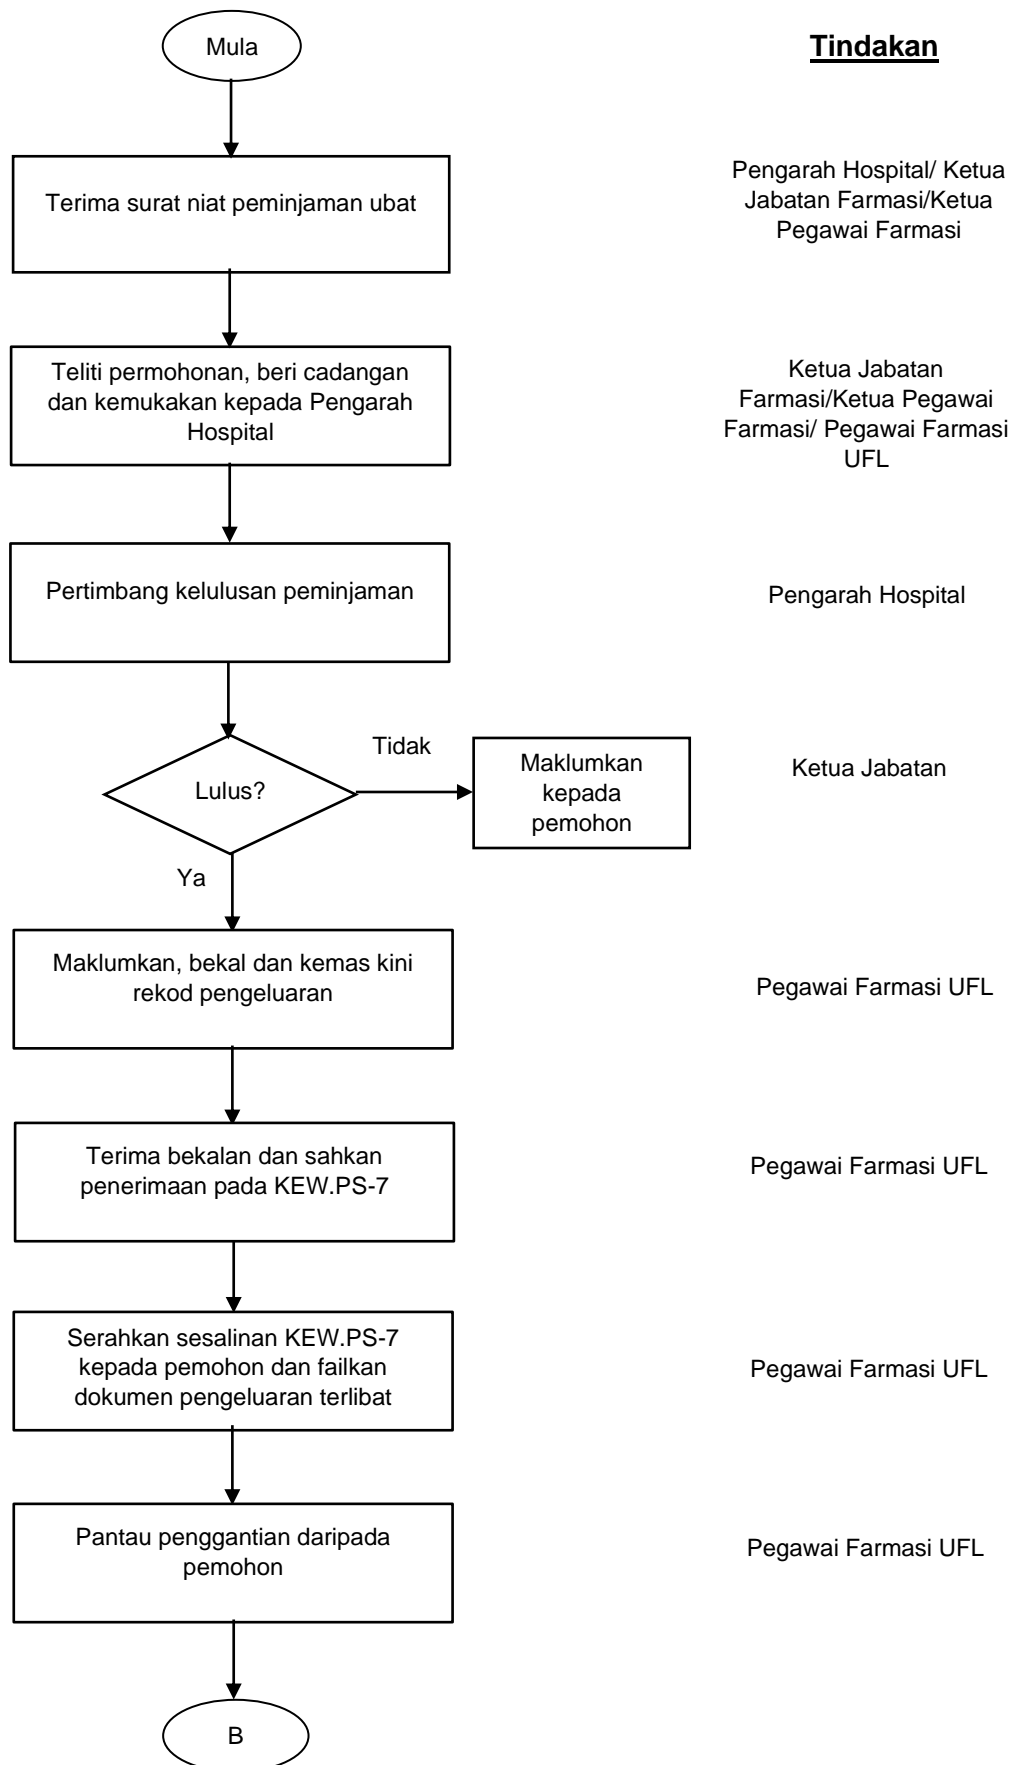 Mula
Tindakan
Terima surat niat peminjaman ubat
Pengarah Hospital/ Ketua
Jabatan Farmasi/Ketua
Pegawai Farmasi
Teliti permohonan, beri cadangan
dan kemukakan kepada Pengarah
Hospital
Ketua Jabatan
Farmasi/Ketua Pegawai
Farmasi/ Pegawai Farmasi
UFL
Pertimbang kelulusan peminjaman
Pengarah Hospital
Lulus?
Tidak
Maklumkan
kepada
pemohon
Ketua Jabatan
Ya
Maklumkan, bekal dan kemas kini
rekod pengeluaran
Pegawai Farmasi UFL
Terima bekalan dan sahkan
penerimaan pada KEW.PS-7
Pegawai Farmasi UFL
Serahkan sesalinan KEW.PS-7
kepada pemohon dan failkan
dokumen pengeluaran terlibat
Pegawai Farmasi UFL
Pantau penggantian daripada
pemohon
Pegawai Farmasi UFL
B